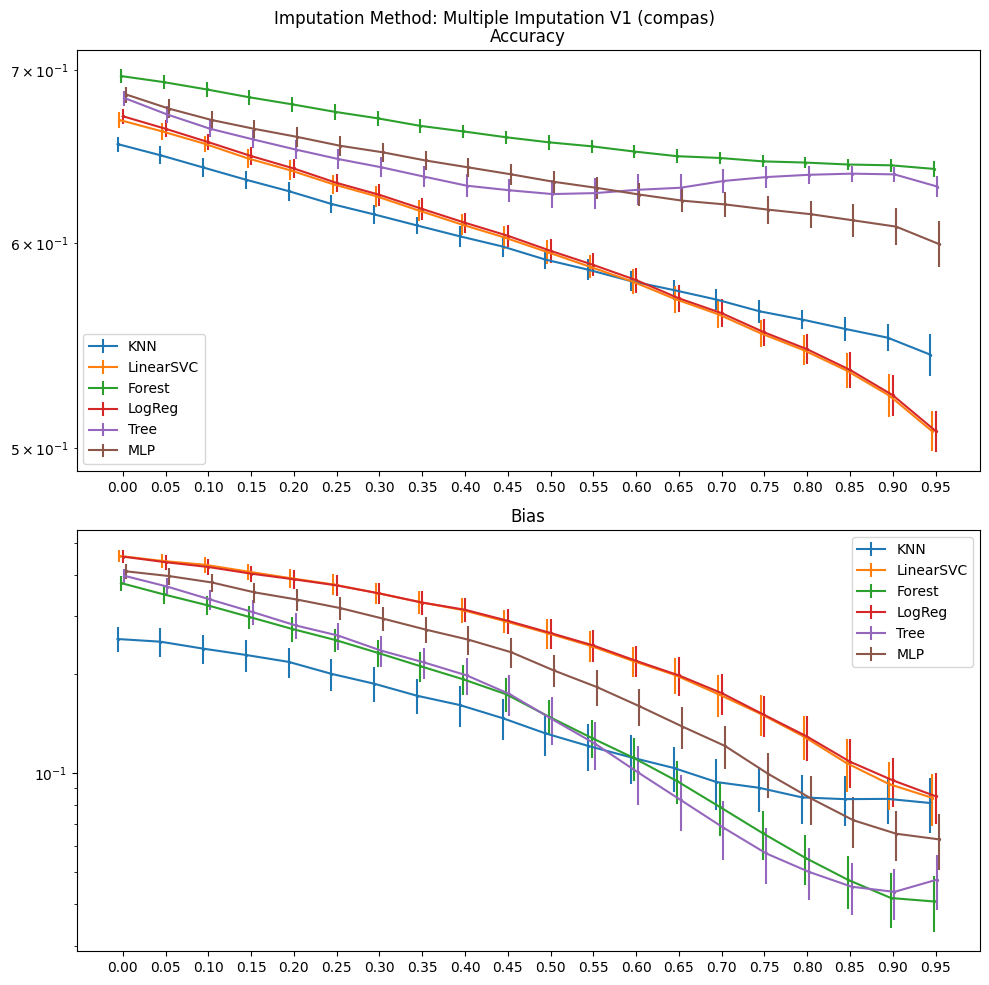 Imputation Method: Multiple Imputation V1 (compas)
Accuracy
7 × 10⁻¹
6 × 10⁻¹
5 × 10⁻¹
KNN
LinearSVC
Forest
LogReg
Tree
MLP
0.00 0.05 0.10 0.15 0.20 0.25 0.30 0.35 0.40 0.45 0.50 0.55 0.60 0.65 0.70 0.75 0.80 0.85 0.90 0.95
Bias
KNN
LinearSVC
Forest
LogReg
Tree
MLP
10⁻¹
0.00 0.05 0.10 0.15 0.20 0.25 0.30 0.35 0.40 0.45 0.50 0.55 0.60 0.65 0.70 0.75 0.80 0.85 0.90 0.95